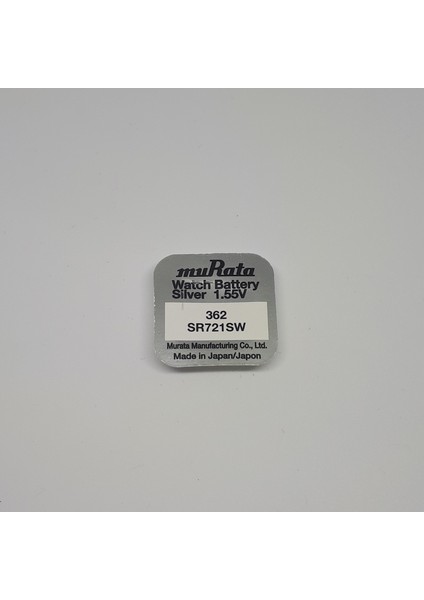 muRata
Watch Battery
Silver 1.55V
362
SR721SW
Murata Manufacturing Co., Ltd.
Made in Japan/Japon